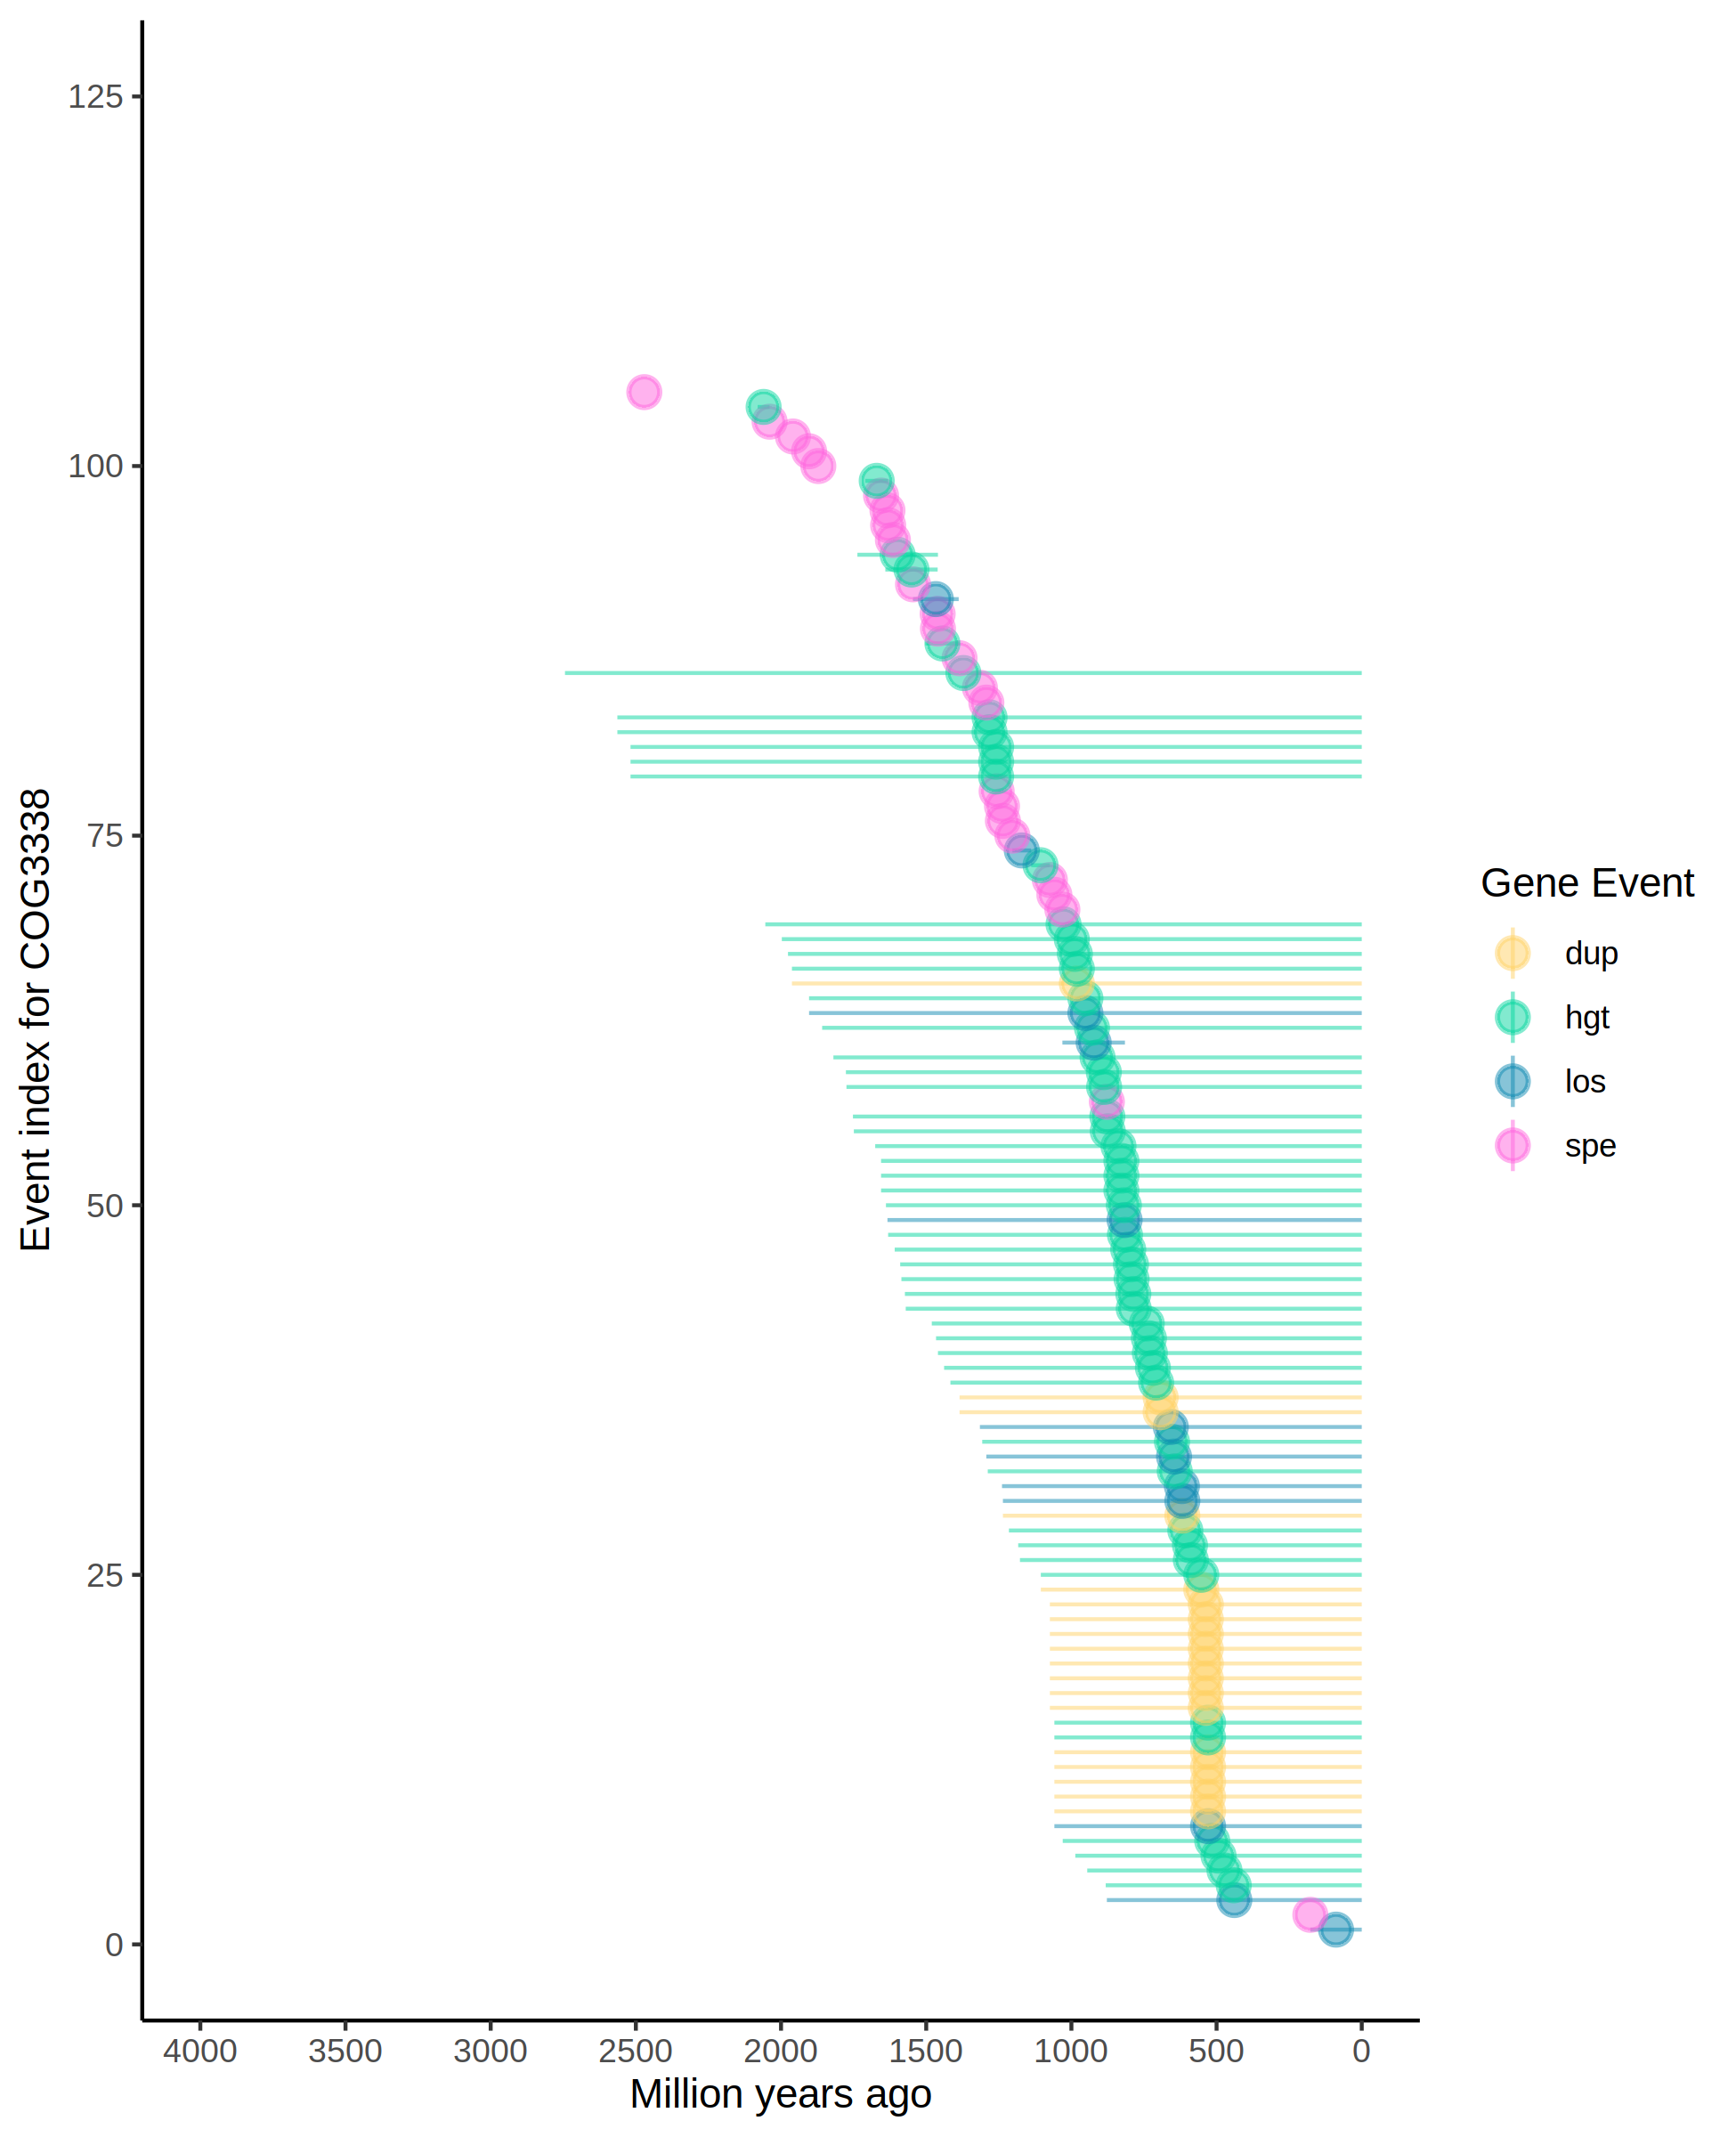 125
100
75
50
25
0
Event index for COG3338
4000 3500 3000 2500 2000 1500 1000 500 0
Million years ago
Gene Event
dup
hgt
los
spe